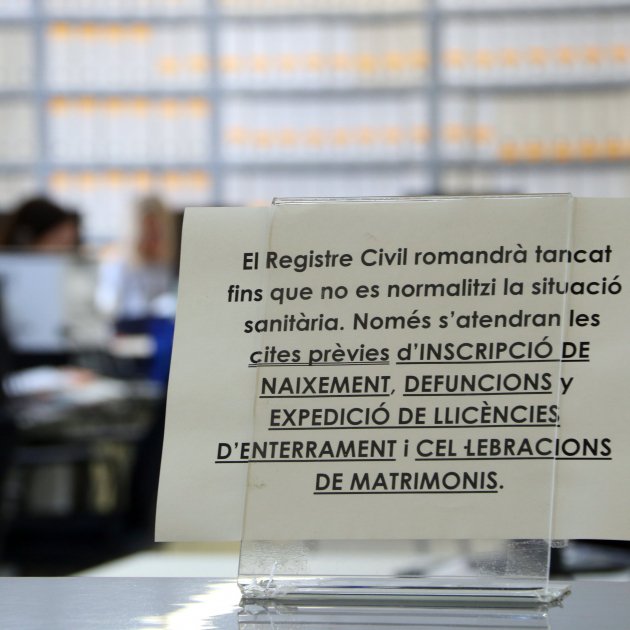 El Registre Civil romandrà tancat
fins que no es normalitzi la situació
sanitària. Només s'atendran les
cites prèvies d'INSCRIPCIÓ DE
NAIXEMENT, DEFUNCIONS y
EXPEDICIÓ DE LLICÈNCIES
D'ENTERRAMENT i CEL·LEBRACIONS
DE MATRIMONIS.